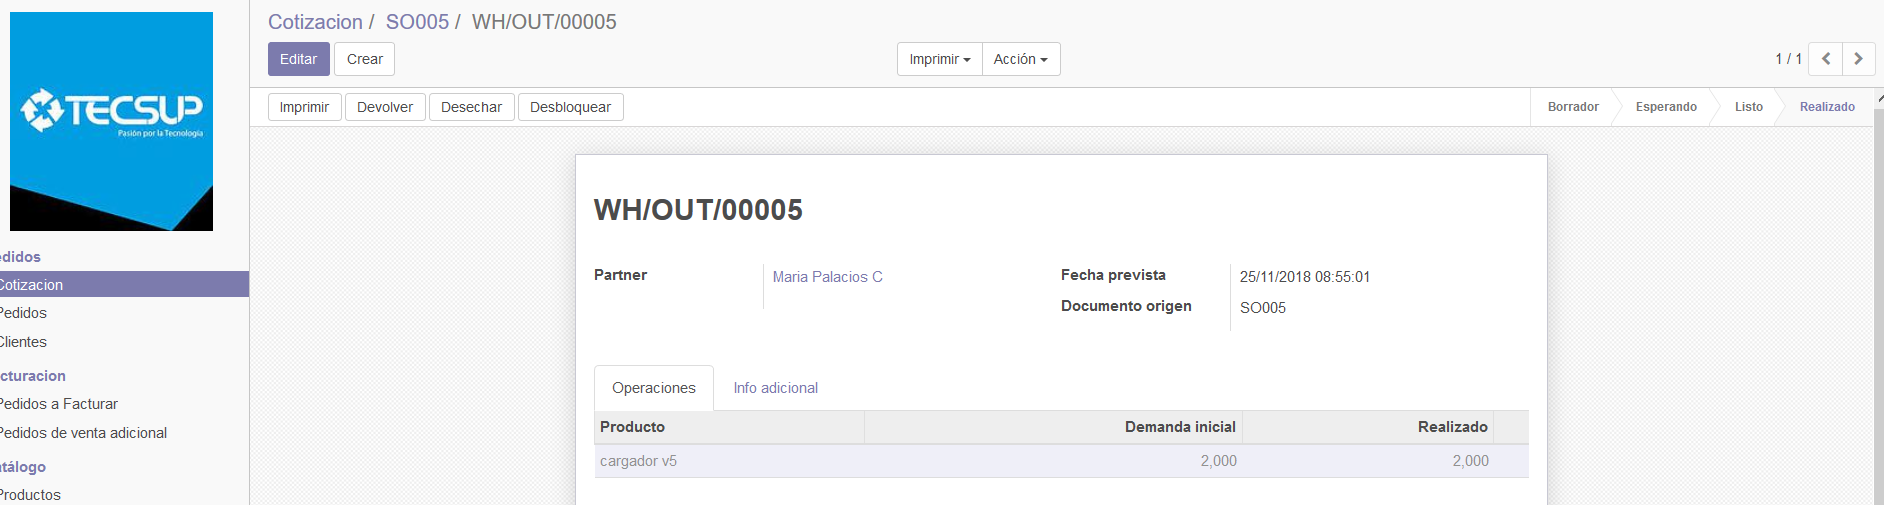 TECSUP
Pasión por la Tecnología
edidos
Cotizacion
Pedidos
Clientes
cturacion
Pedidos a Facturar
Pedidos de venta adicional
atálogo
Productos
Cotizacion / SO005 / WH/OUT/00005
Editar Crear Imprimir Acción 1 / 1
Imprimir Devolver Desechar Desbloquear Borrador Esperando Listo Realizado
WH/OUT/00005
Partner Maria Palacios C Fecha prevista 25/11/2018 08:55:01
Documento origen SO005
Operaciones Info adicional
Producto Demanda inicial Realizado
cargador v5 2,000 2,000